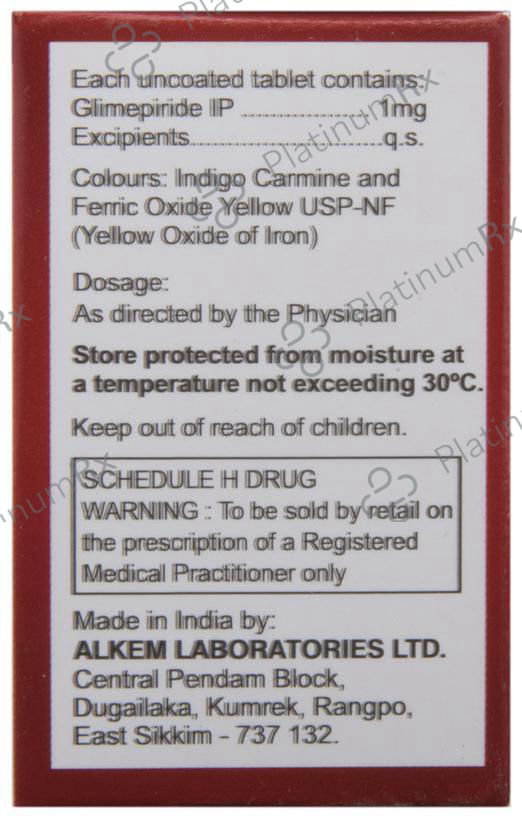 Each uncoated tablet contains:
Glimepiride IP ........................ 1mg
Excipients..................................q.s.
Colours: Indigo Carmine and
Ferric Oxide Yellow USP-NF
(Yellow Oxide of Iron)
Dosage:
As directed by the Physician
Store protected from moisture at
a temperature not exceeding 30ºC.
Keep out of reach of children.
SCHEDULE H DRUG
WARNING : To be sold by retail on
the prescription of a Registered
Medical Practitioner only
Made in India by:
ALKEM LABORATORIES LTD.
Central Pendam Block,
Dugailaka, Kumrek, Rangpo,
East Sikkim - 737 132.
PlatinumRx
PlatinumRx